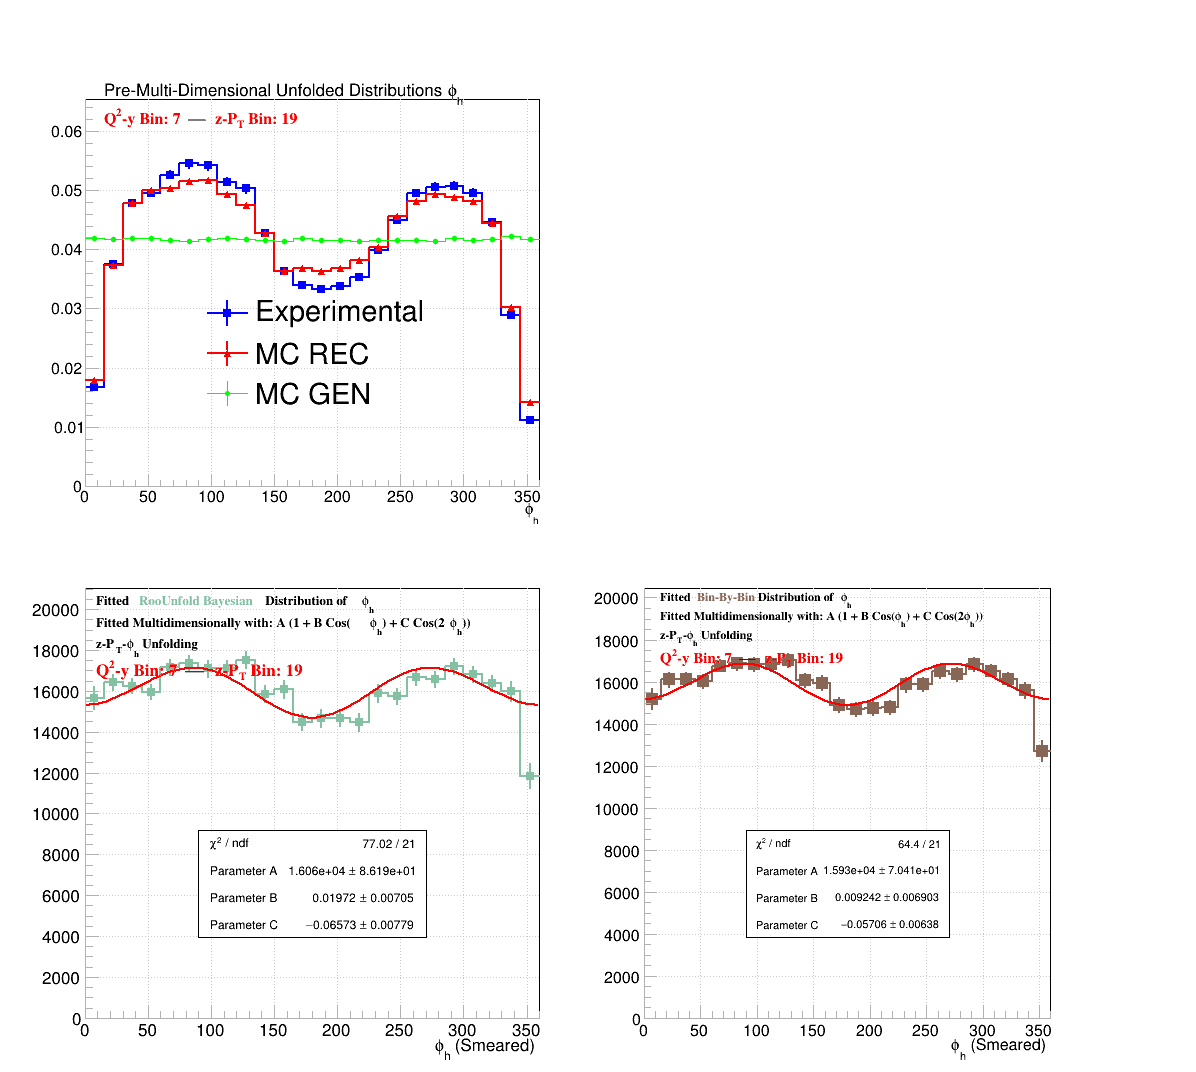 Pre-Multi-Dimensional Unfolded Distributions ϕh
Q2-y Bin: 7 — z-PT Bin: 19
0.06
0.05
0.04
0.03
0.02
0.01
0
Experimental
MC REC
MC GEN
0 50 100 150 200 250 300 350
ϕh
Fitted RooUnfold Bayesian Distribution of ϕh
Fitted Multidimensionally with: A (1 + B Cos( ϕh) + C Cos(2 ϕh))
z-PT-ϕh Unfolding
Q2-y Bin: 7 — z-PT Bin: 19
20000
18000
16000
14000
12000
10000
8000
6000
4000
2000
0
χ2 / ndf 77.02 / 21
Parameter A 1.606e+04 ± 8.619e+01
Parameter B 0.01972 ± 0.00705
Parameter C −0.06573 ± 0.00779
0 50 100 150 200 250 300 350
ϕh (Smeared)
Fitted Bin-By-Bin Distribution of ϕh
Fitted Multidimensionally with: A (1 + B Cos(ϕh) + C Cos(2ϕh))
z-PT-ϕh Unfolding
Q2-y Bin: 7 — z-PT Bin: 19
20000
18000
16000
14000
12000
10000
8000
6000
4000
2000
0
χ2 / ndf 64.4 / 21
Parameter A 1.593e+04 ± 7.041e+01
Parameter B 0.009242 ± 0.006903
Parameter C −0.05706 ± 0.00638
0 50 100 150 200 250 300 350
ϕh (Smeared)